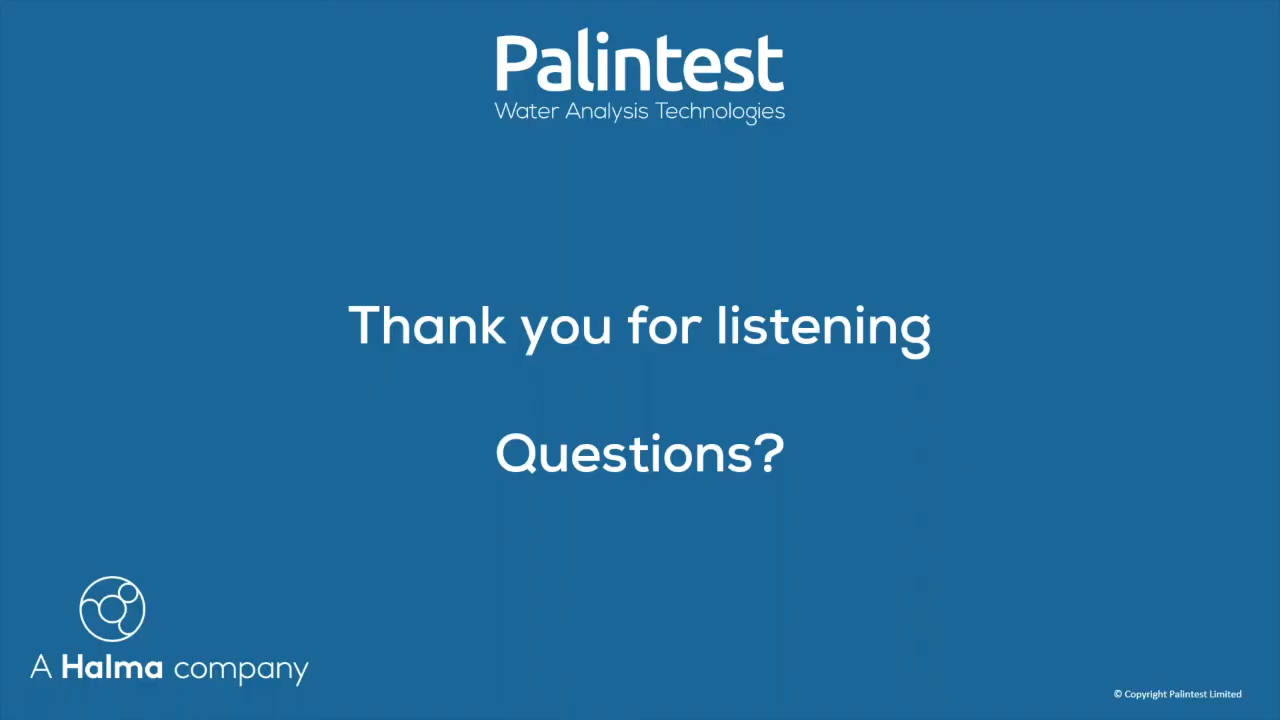 Palintest
Water Analysis Technologies
Thank you for listening
Questions?
A Halma company
© Copyright Palintest Limited